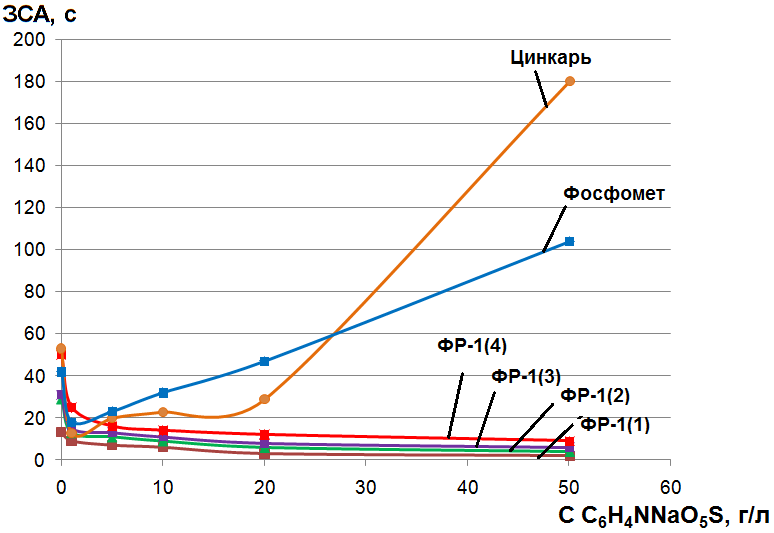 ЗСА, с
200
180
160
140
120
100
80
60
40
20
0
Цинкарь
Фосфомет
ФР-1(4)
ФР-1(3)
ФР-1(2)
ФР-1(1)
0 10 20 30 40 50 60
С C₆H₄NNaO₅S, г/л